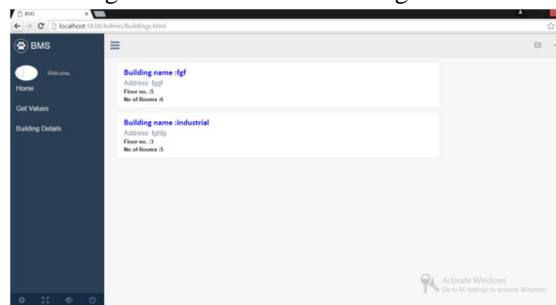 BMS
localhost:1838/Admin/Buildings.html
BMS
Welcome,
Home
Get Values
Building Details
Building name :fgf
Address: fggf
Floor no. :5
No of Rooms :6
Building name :industrial
Address: fghfg
Floor no. :3
No of Rooms :5
Activate Windows
Go to PC settings to activate Windows.